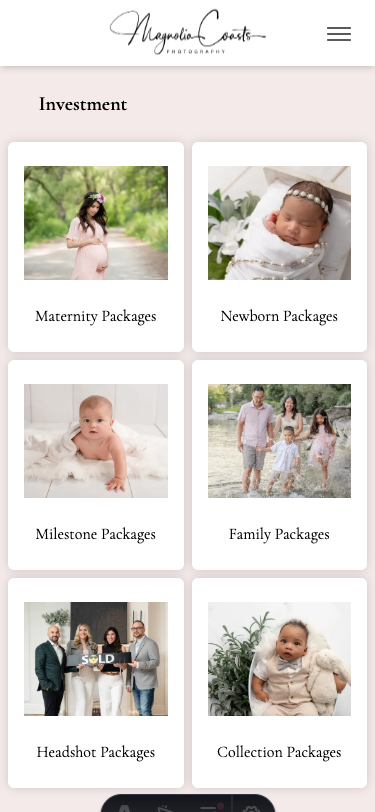 Magnolia Coasts
PHOTOGRAPHY
Investment
Maternity Packages
Newborn Packages
Milestone Packages
Family Packages
SOLD
Headshot Packages
Collection Packages